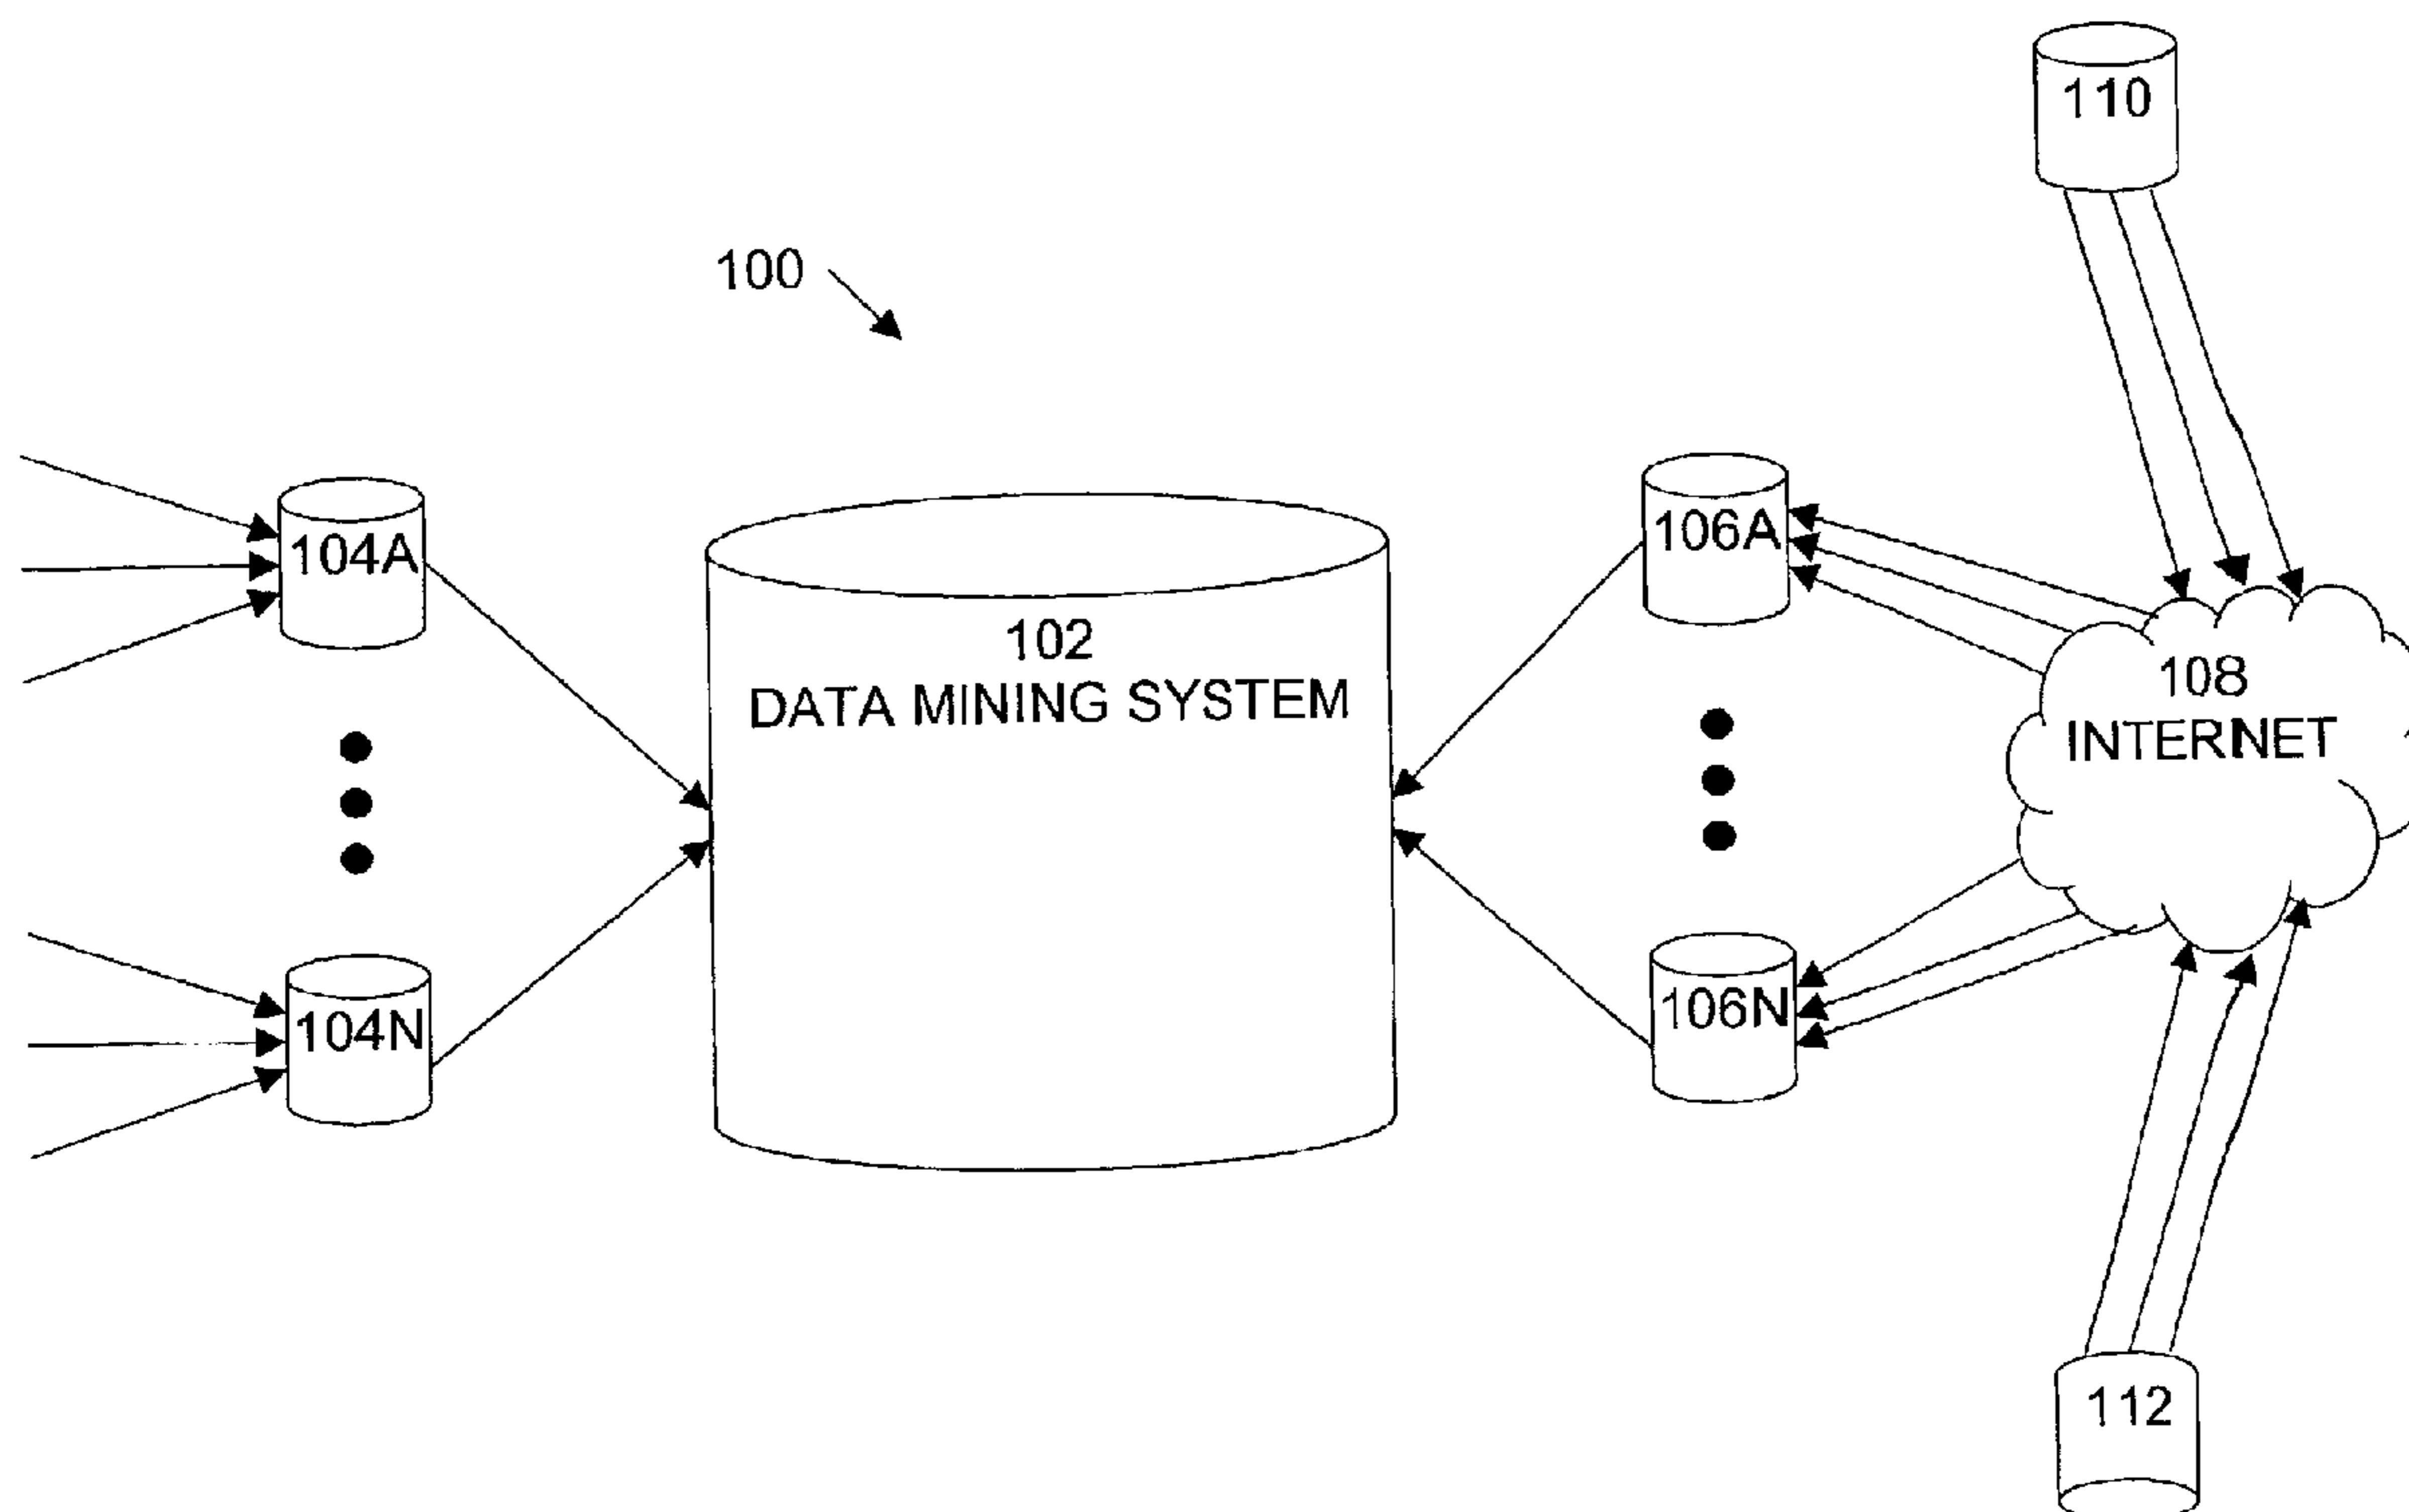 110
100
104A
106A
102
DATA MINING SYSTEM
108
INTERNET
104N
106N
112